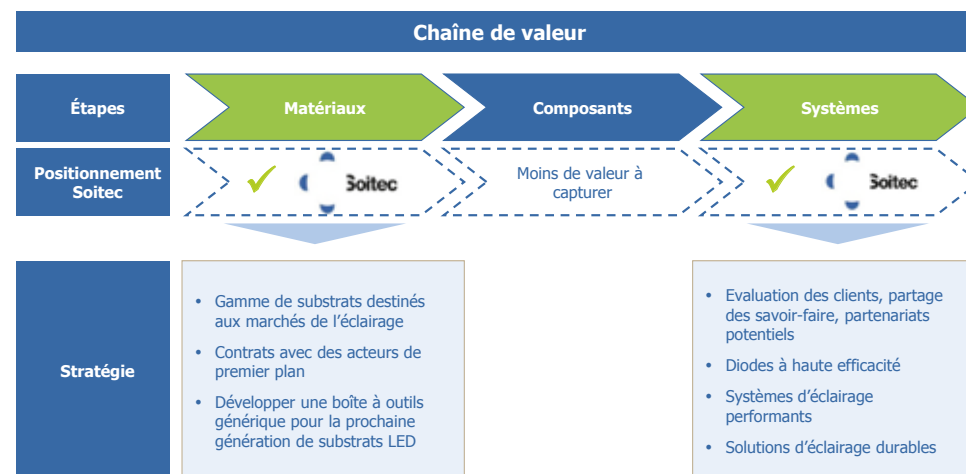 Chaîne de valeur
Étapes
Matériaux
Composants
Systèmes
Positionnement
Soitec
Soitec
Moins de valeur à
capturer
Soitec
Stratégie
• Gamme de substrats destinés
aux marchés de l'éclairage
• Contrats avec des acteurs de
premier plan
• Développer une boîte à outils
générique pour la prochaine
génération de substrats LED
• Evaluation des clients, partage
des savoir-faire, partenariats
potentiels
• Diodes à haute efficacité
• Systèmes d'éclairage
performants
• Solutions d'éclairage durables